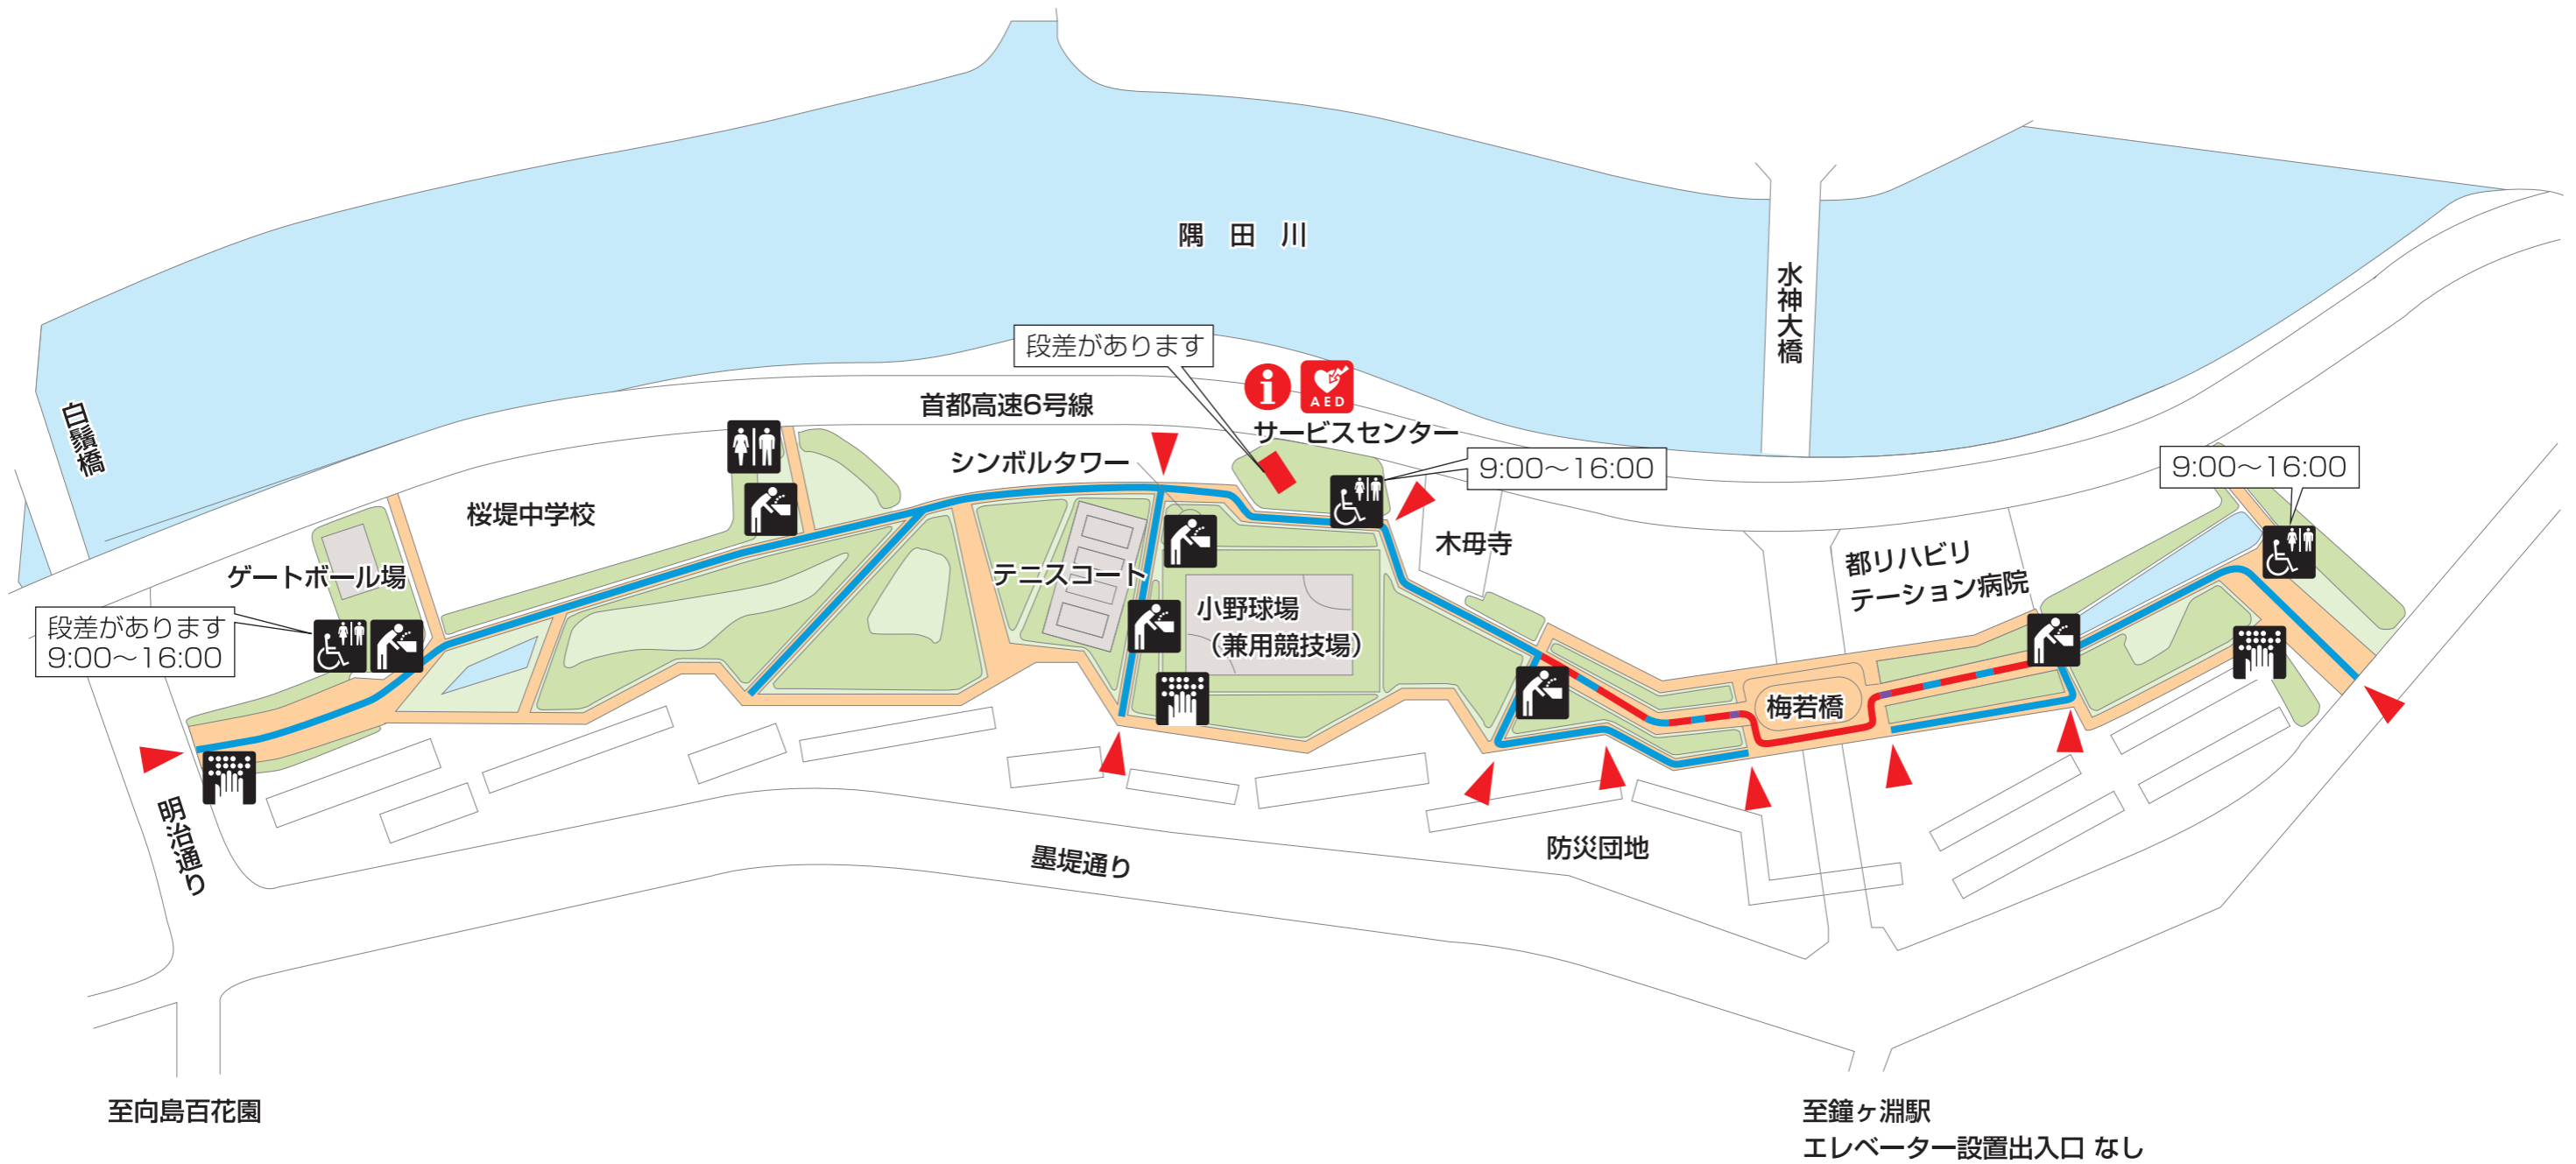 隅田川
水神大橋
白鬚橋
段差があります
AED
首都高速6号線
サービスセンター
シンボルタワー
9:00～16:00
9:00～16:00
桜堤中学校
木毋寺
都リハビリ
テーション病院
ゲートボール場
テニスコート
小野球場
（兼用競技場）
段差があります
9:00～16:00
梅若橋
明治通り
墨堤通り
防災団地
至向島百花園
至鐘ヶ淵駅
エレベーター設置出入口 なし